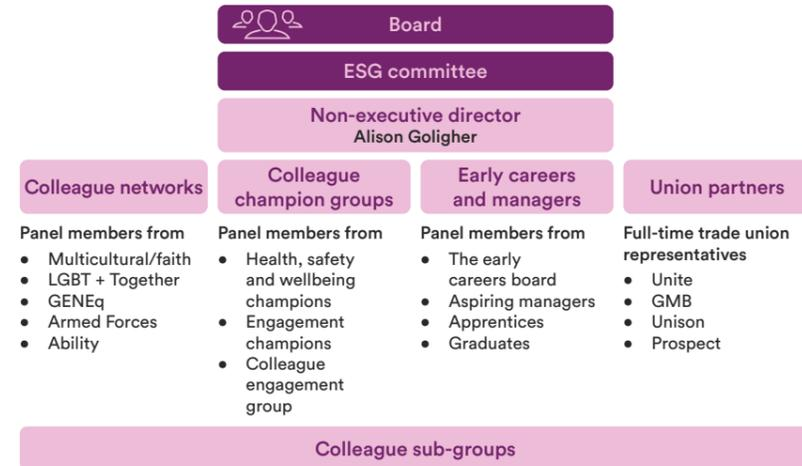 Board
ESG committee
Non-executive director
Alison Goligher
Colleague networks
Panel members from
● Multicultural/faith
● LGBT + Together
● GENEq
● Armed Forces
● Ability
Colleague
champion groups
Panel members from
● Health, safety
and wellbeing
champions
● Engagement
champions
● Colleague
engagement
group
Early careers
and managers
Panel members from
● The early
careers board
● Aspiring managers
● Apprentices
● Graduates
Union partners
Full-time trade union
representatives
● Unite
● GMB
● Unison
● Prospect
Colleague sub-groups